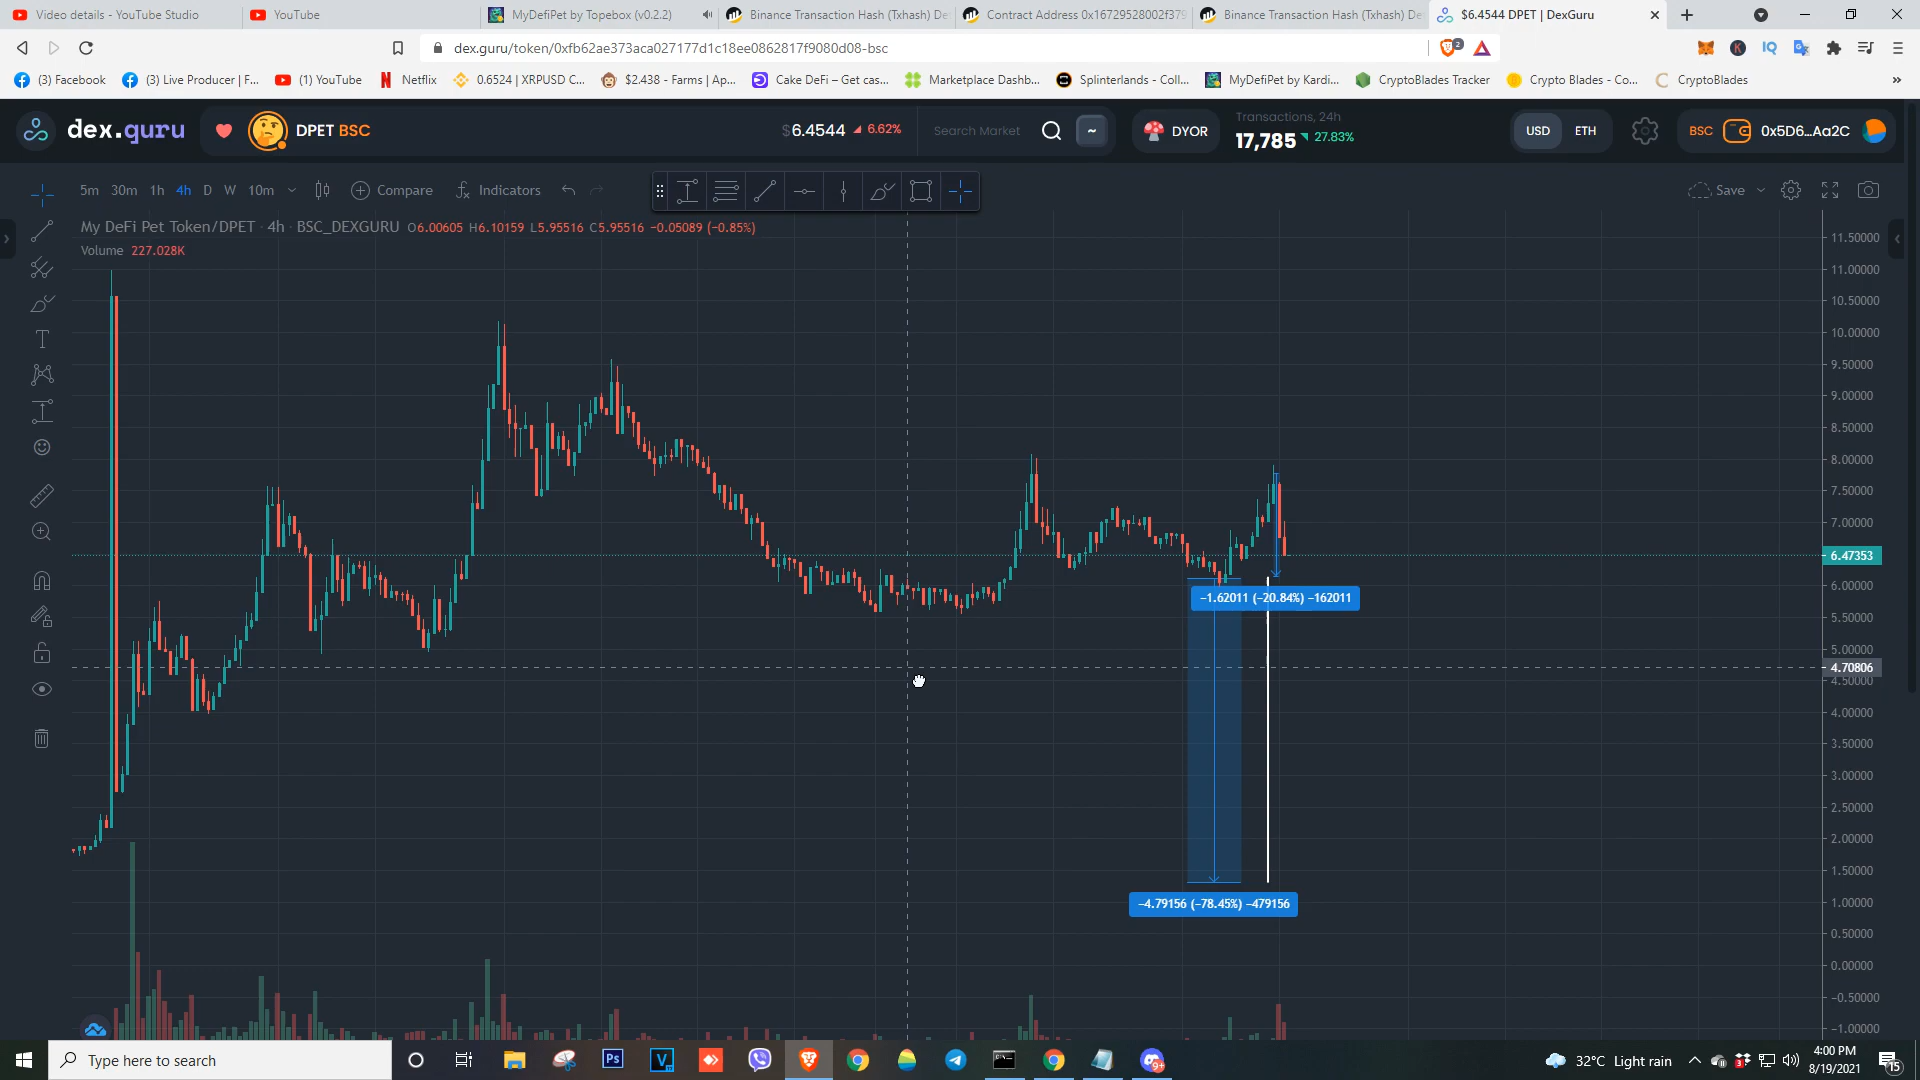 Video details - YouTube Studio
YouTube
MyDefiPet by Topebox (v0.2.2)
Binance Transaction Hash (Txhash) De
Contract Address 0x16729528002f379
Binance Transaction Hash (Txhash) De
$6.4544 DPET | DexGuru
dex.guru/token/0xfb62ae373aca027177d1c18ee0862817f9080d08-bsc
2
(3) Facebook
(3) Live Producer | F...
(1) YouTube
Netflix
0.6524 | XRPUSD C...
$2.438 - Farms | Ap...
Cake DeFi – Get cas...
Marketplace Dashb...
Splinterlands - Coll...
MyDefiPet by Kardi...
CryptoBlades Tracker
Crypto Blades - Co...
CryptoBlades
dex.guru
DPET BSC
$6.4544
6.62%
Search Market
~
DYOR
Transactions, 24h
17,785 27.83%
USD
ETH
BSC
0x5D6...Aa2C
5m 30m 1h 4h D W 10m
Compare
Indicators
Save
My DeFi Pet Token/DPET · 4h · BSC_DEXGURU O6.00605 H6.10159 L5.95516 C5.95516 −0.05089 (−0.85%)
Volume 227.028K
11.50000
11.00000
10.50000
10.00000
9.50000
9.00000
8.50000
8.00000
7.50000
7.00000
6.47353
6.00000
5.50000
5.00000
4.70806
4.50000
4.00000
3.50000
3.00000
2.50000
2.00000
1.50000
1.00000
0.50000
0.00000
−0.50000
−1.00000
−1.62011 (−20.84%) −162011
−4.79156 (−78.45%) −479156
Type here to search
Ps
V
9+
32°C Light rain
4:00 PM
8/19/2021
15